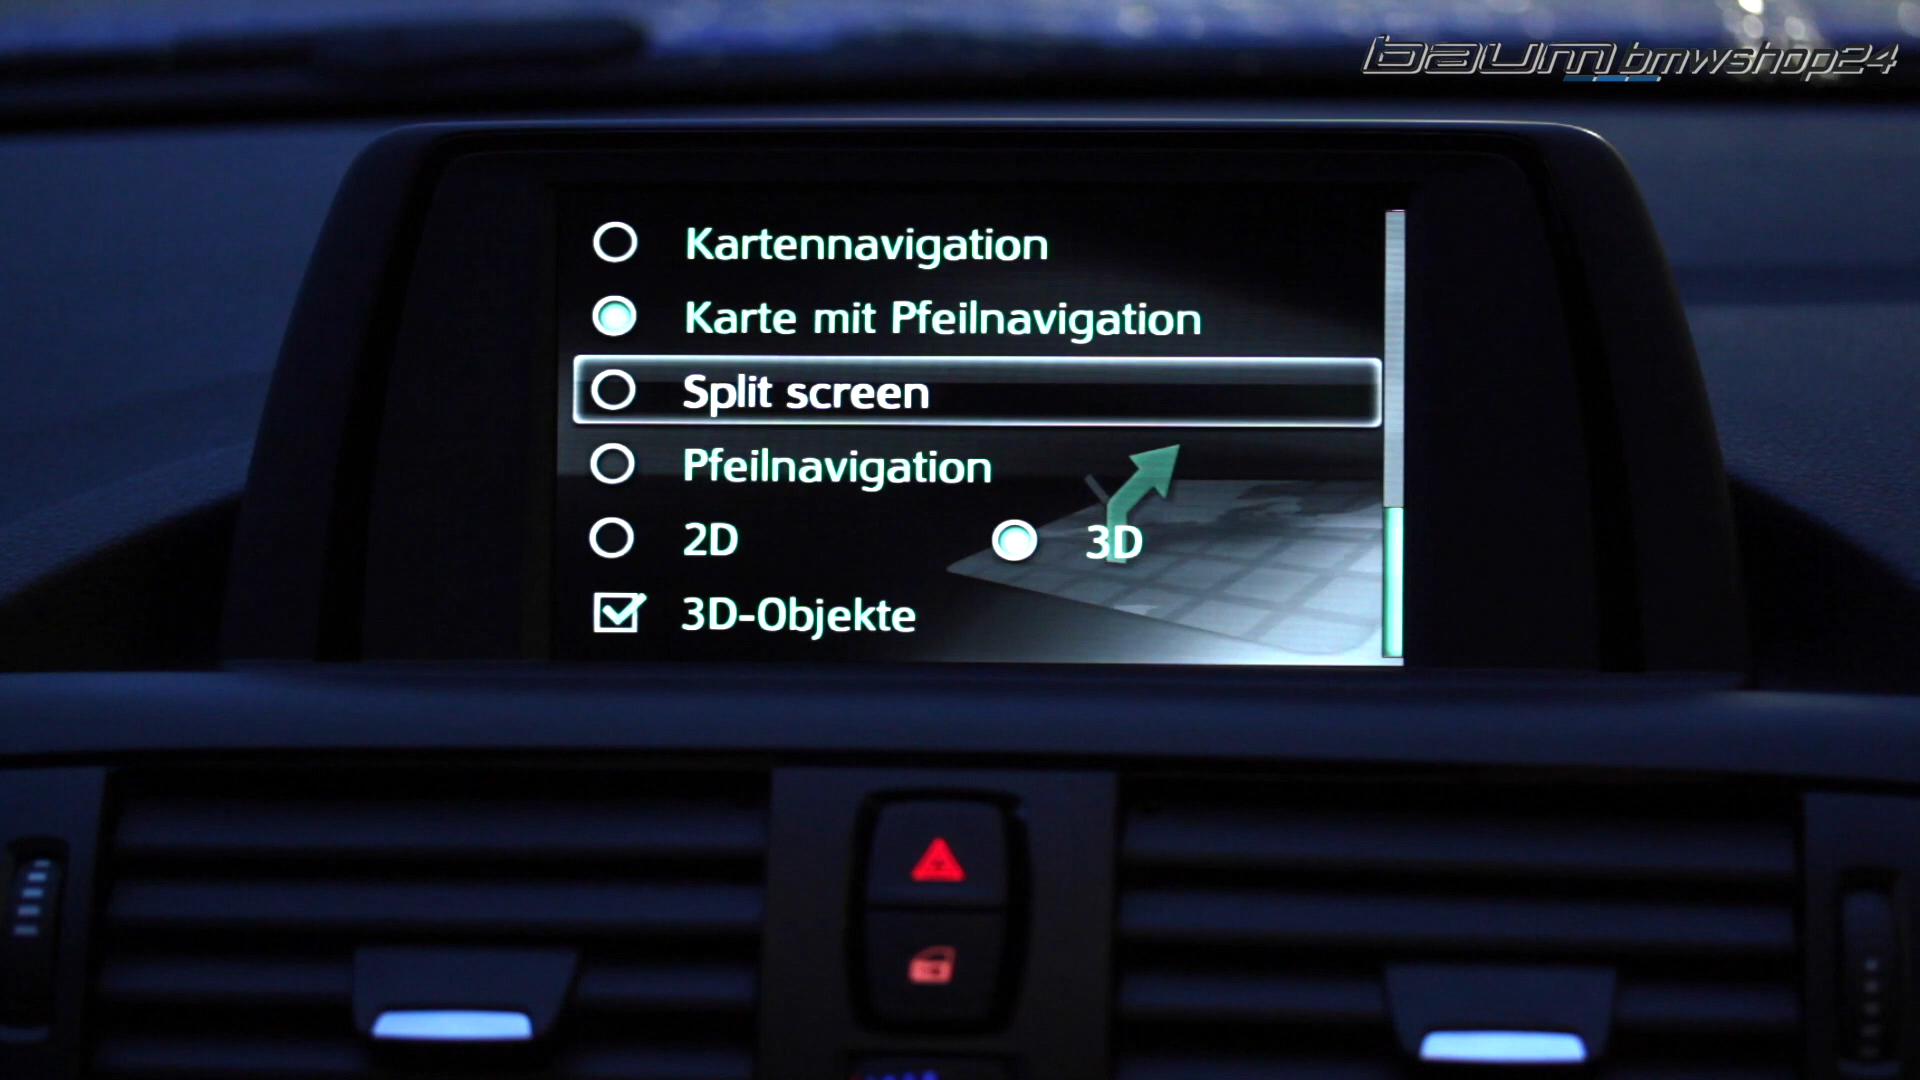 baum bmwshop24
Kartennavigation
Karte mit Pfeilnavigation
Split screen
Pfeilnavigation
2D 3D
3D-Objekte